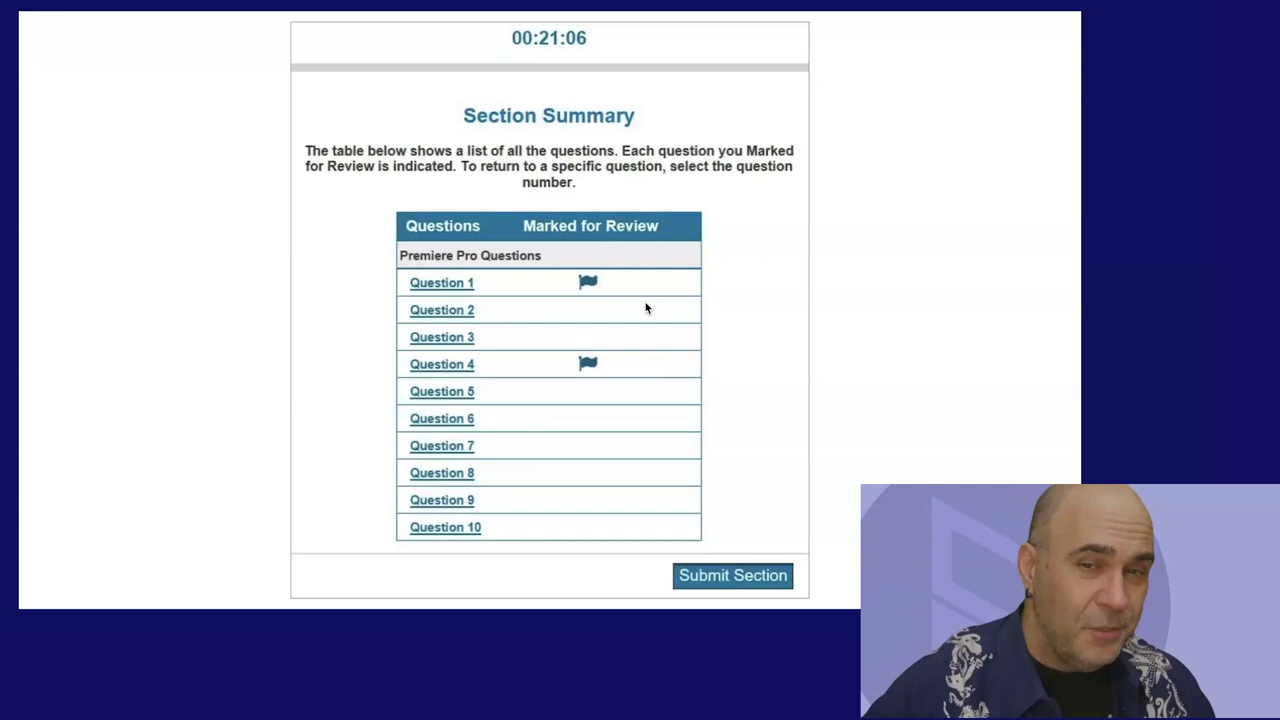 00:21:06
Section Summary
The table below shows a list of all the questions. Each question you Marked
for Review is indicated. To return to a specific question, select the question
number.
Questions Marked for Review
Premiere Pro Questions
Question 1
Question 2
Question 3
Question 4
Question 5
Question 6
Question 7
Question 8
Question 9
Question 10
Submit Section